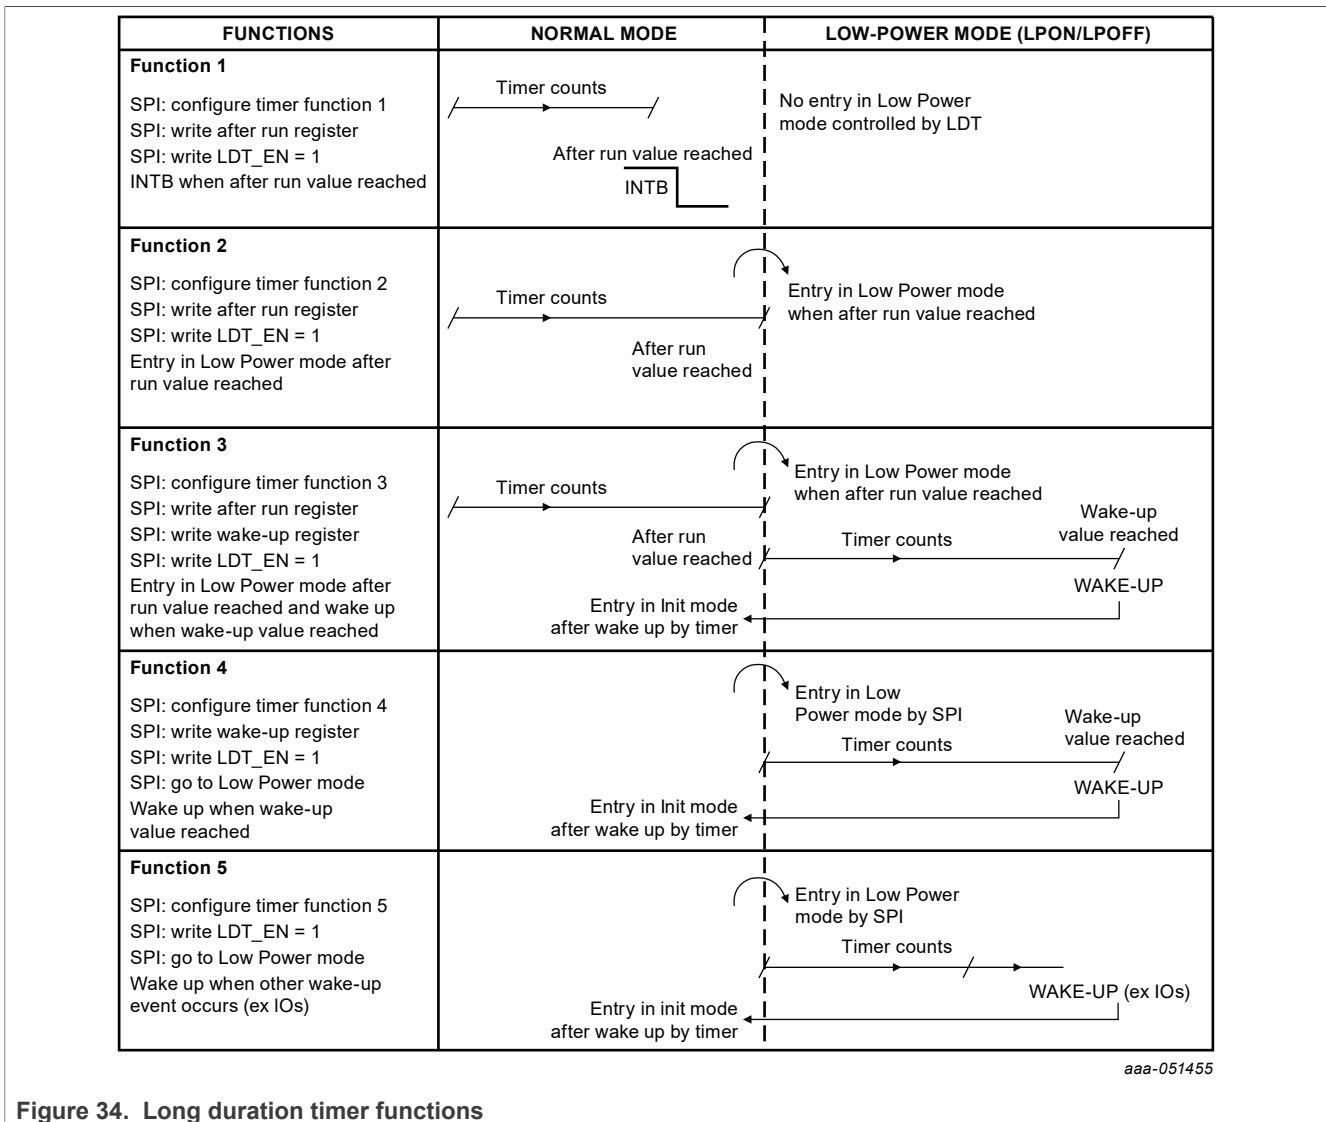 FUNCTIONS
NORMAL MODE
LOW-POWER MODE (LPON/LPOFF)
Function 1
SPI: configure timer function 1
SPI: write after run register
SPI: write LDT_EN = 1
INTB when after run value reached
Timer counts
After run value reached
INTB
No entry in Low Power
mode controlled by LDT
Function 2
SPI: configure timer function 2
SPI: write after run register
SPI: write LDT_EN = 1
Entry in Low Power mode after
run value reached
Timer counts
After run
value reached
Entry in Low Power mode
when after run value reached
Function 3
SPI: configure timer function 3
SPI: write after run register
SPI: write wake-up register
SPI: write LDT_EN = 1
Entry in Low Power mode after
run value reached and wake up
when wake-up value reached
Timer counts
After run
value reached
Entry in Init mode
after wake up by timer
Entry in Low Power mode
when after run value reached
Timer counts
Wake-up
value reached
WAKE-UP
Function 4
SPI: configure timer function 4
SPI: write wake-up register
SPI: write LDT_EN = 1
SPI: go to Low Power mode
Wake up when wake-up
value reached
Entry in Init mode
after wake up by timer
Entry in Low
Power mode by SPI
Timer counts
Wake-up
value reached
WAKE-UP
Function 5
SPI: configure timer function 5
SPI: write LDT_EN = 1
SPI: go to Low Power mode
Wake up when other wake-up
event occurs (ex IOs)
Entry in init mode
after wake up by timer
Entry in Low Power
mode by SPI
Timer counts
WAKE-UP (ex IOs)
aaa-051455
Figure 34. Long duration timer functions